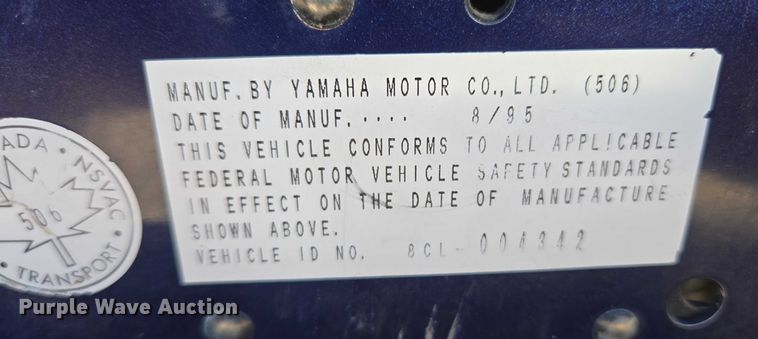 MANUF. BY YAMAHA MOTOR CO., LTD. (506)
DATE OF MANUF. .... 8/95
THIS VEHICLE CONFORMS TO ALL APPLICABLE
FEDERAL MOTOR VEHICLE SAFETY STANDARDS
IN EFFECT ON THE DATE OF MANUFACTURE
SHOWN ABOVE.
VEHICLE ID NO. 8CL-004342
ADA · NSVAC · TRANSPORT ·
506
Purple Wave Auction